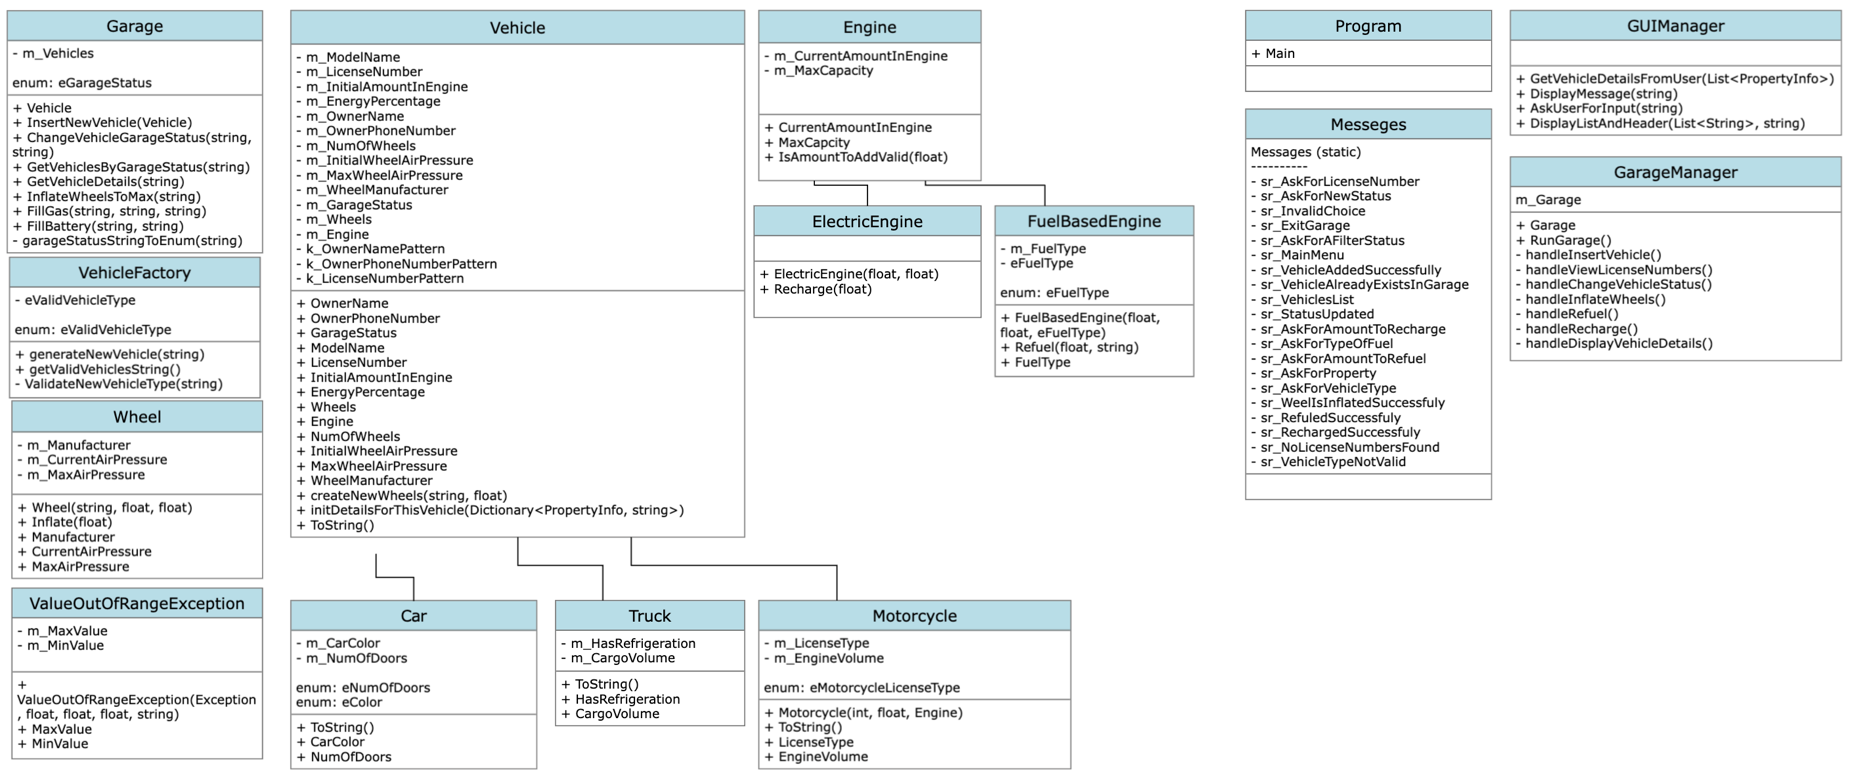 Garage
- m_Vehicles
enum: eGarageStatus
+ Vehicle
+ InsertNewVehicle(Vehicle)
+ ChangeVehicleGarageStatus(string,
string)
+ GetVehiclesByGarageStatus(string)
+ GetVehicleDetails(string)
+ InflateWheelsToMax(string)
+ FillGas(string, string, string)
+ FillBattery(string, string)
- garageStatusStringToEnum(string)
VehicleFactory
- eValidVehicleType
enum: eValidVehicleType
+ generateNewVehicle(string)
+ getValidVehiclesString()
- ValidateNewVehicleType(string)
Wheel
- m_Manufacturer
- m_CurrentAirPressure
- m_MaxAirPressure
+ Wheel(string, float, float)
+ Inflate(float)
+ Manufacturer
+ CurrentAirPressure
+ MaxAirPressure
ValueOutOfRangeException
- m_MaxValue
- m_MinValue
+
ValueOutOfRangeException(Exception
, float, float, float, string)
+ MaxValue
+ MinValue
Vehicle
- m_ModelName
- m_LicenseNumber
- m_InitialAmountInEngine
- m_EnergyPercentage
- m_OwnerName
- m_OwnerPhoneNumber
- m_NumOfWheels
- m_InitialWheelAirPressure
- m_MaxWheelAirPressure
- m_WheelManufacturer
- m_GarageStatus
- m_Wheels
- m_Engine
- k_OwnerNamePattern
- k_OwnerPhoneNumberPattern
- k_LicenseNumberPattern
+ OwnerName
+ OwnerPhoneNumber
+ GarageStatus
+ ModelName
+ LicenseNumber
+ InitialAmountInEngine
+ EnergyPercentage
+ Wheels
+ Engine
+ NumOfWheels
+ InitialWheelAirPressure
+ MaxWheelAirPressure
+ WheelManufacturer
+ createNewWheels(string, float)
+ initDetailsForThisVehicle(Dictionary<PropertyInfo, string>)
+ ToString()
Car
- m_CarColor
- m_NumOfDoors
enum: eNumOfDoors
enum: eColor
+ ToString()
+ CarColor
+ NumOfDoors
Truck
- m_HasRefrigeration
- m_CargoVolume
+ ToString()
+ HasRefrigeration
+ CargoVolume
Motorcycle
- m_LicenseType
- m_EngineVolume
enum: eMotorcycleLicenseType
+ Motorcycle(int, float, Engine)
+ ToString()
+ LicenseType
+ EngineVolume
Engine
- m_CurrentAmountInEngine
- m_MaxCapacity
+ CurrentAmountInEngine
+ MaxCapcity
+ IsAmountToAddValid(float)
ElectricEngine
+ ElectricEngine(float, float)
+ Recharge(float)
FuelBasedEngine
- m_FuelType
- eFuelType
enum: eFuelType
+ FuelBasedEngine(float,
float, eFuelType)
+ Refuel(float, string)
+ FuelType
Program
+ Main
Messeges
Messages (static)
----------
- sr_AskForLicenseNumber
- sr_AskForNewStatus
- sr_InvalidChoice
- sr_ExitGarage
- sr_AskForAFilterStatus
- sr_MainMenu
- sr_VehicleAddedSuccessfully
- sr_VehicleAlreadyExistsInGarage
- sr_VehiclesList
- sr_StatusUpdated
- sr_AskForAmountToRecharge
- sr_AskForTypeOfFuel
- sr_AskForAmountToRefuel
- sr_AskForProperty
- sr_AskForVehicleType
- sr_WeelIsInflatedSuccessfuly
- sr_RefuledSuccessfuly
- sr_RechargedSuccessfuly
- sr_NoLicenseNumbersFound
- sr_VehicleTypeNotValid
GUIManager
+ GetVehicleDetailsFromUser(List<PropertyInfo>)
+ DisplayMessage(string)
+ AskUserForInput(string)
+ DisplayListAndHeader(List<String>, string)
GarageManager
m_Garage
+ Garage
+ RunGarage()
- handleInsertVehicle()
- handleViewLicenseNumbers()
- handleChangeVehicleStatus()
- handleInflateWheels()
- handleRefuel()
- handleRecharge()
- handleDisplayVehicleDetails()